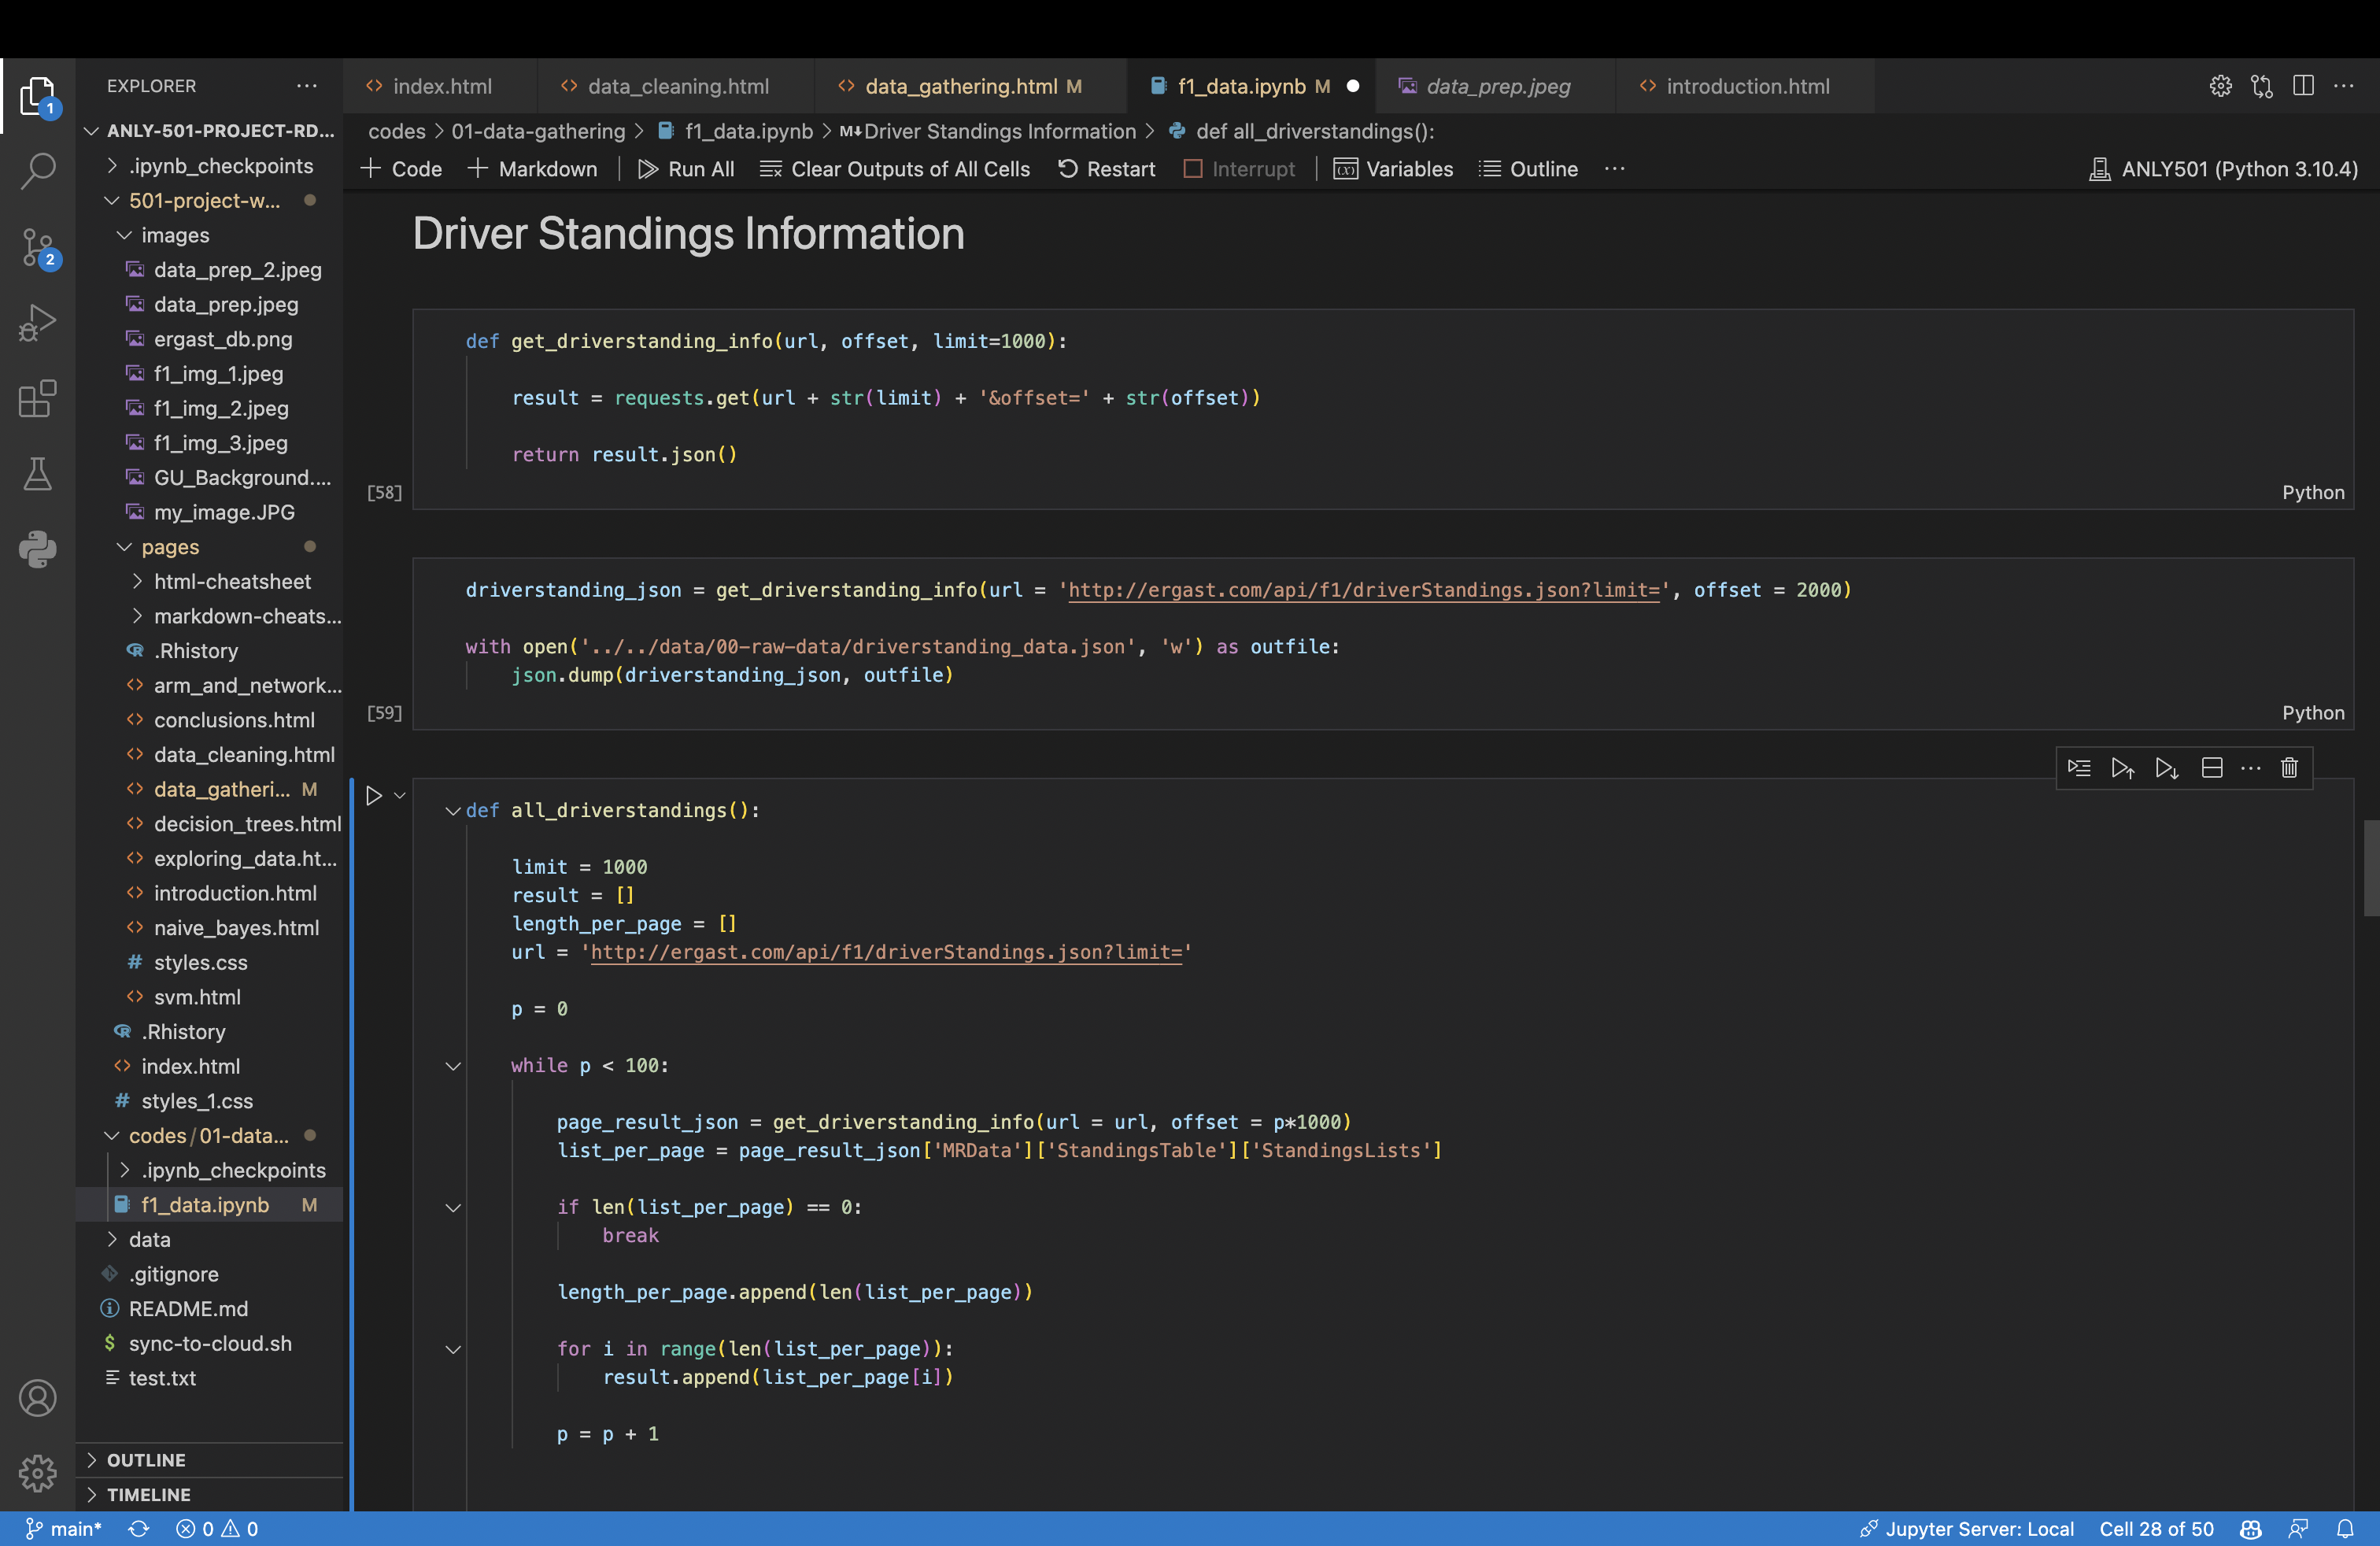 EXPLORER
ANLY-501-PROJECT-RD...
.ipynb_checkpoints
501-project-w...
images
data_prep_2.jpeg
data_prep.jpeg
ergast_db.png
f1_img_1.jpeg
f1_img_2.jpeg
f1_img_3.jpeg
GU_Background....
my_image.JPG
pages
html-cheatsheet
markdown-cheats...
.Rhistory
arm_and_network...
conclusions.html
data_cleaning.html
data_gatheri... M
decision_trees.html
exploring_data.ht...
introduction.html
naive_bayes.html
styles.css
svm.html
.Rhistory
index.html
styles_1.css
codes/01-data...
.ipynb_checkpoints
f1_data.ipynb M
data
.gitignore
README.md
sync-to-cloud.sh
test.txt
OUTLINE
TIMELINE
1
2
index.html data_cleaning.html data_gathering.html M f1_data.ipynb M data_prep.jpeg introduction.html
codes > 01-data-gathering > f1_data.ipynb > M↓Driver Standings Information > def all_driverstandings():
+ Code + Markdown Run All Clear Outputs of All Cells Restart Interrupt Variables Outline ... ANLY501 (Python 3.10.4)
Driver Standings Information
def get_driverstanding_info(url, offset, limit=1000):
result = requests.get(url + str(limit) + '&offset=' + str(offset))
return result.json()
[58] Python
driverstanding_json = get_driverstanding_info(url = 'http://ergast.com/api/f1/driverStandings.json?limit=', offset = 2000)
with open('../../data/00-raw-data/driverstanding_data.json', 'w') as outfile:
json.dump(driverstanding_json, outfile)
[59] Python
def all_driverstandings():
limit = 1000
result = []
length_per_page = []
url = 'http://ergast.com/api/f1/driverStandings.json?limit='
p = 0
while p < 100:
page_result_json = get_driverstanding_info(url = url, offset = p*1000)
list_per_page = page_result_json['MRData']['StandingsTable']['StandingsLists']
if len(list_per_page) == 0:
break
length_per_page.append(len(list_per_page))
for i in range(len(list_per_page)):
result.append(list_per_page[i])
p = p + 1
main* 0 0 Jupyter Server: Local Cell 28 of 50